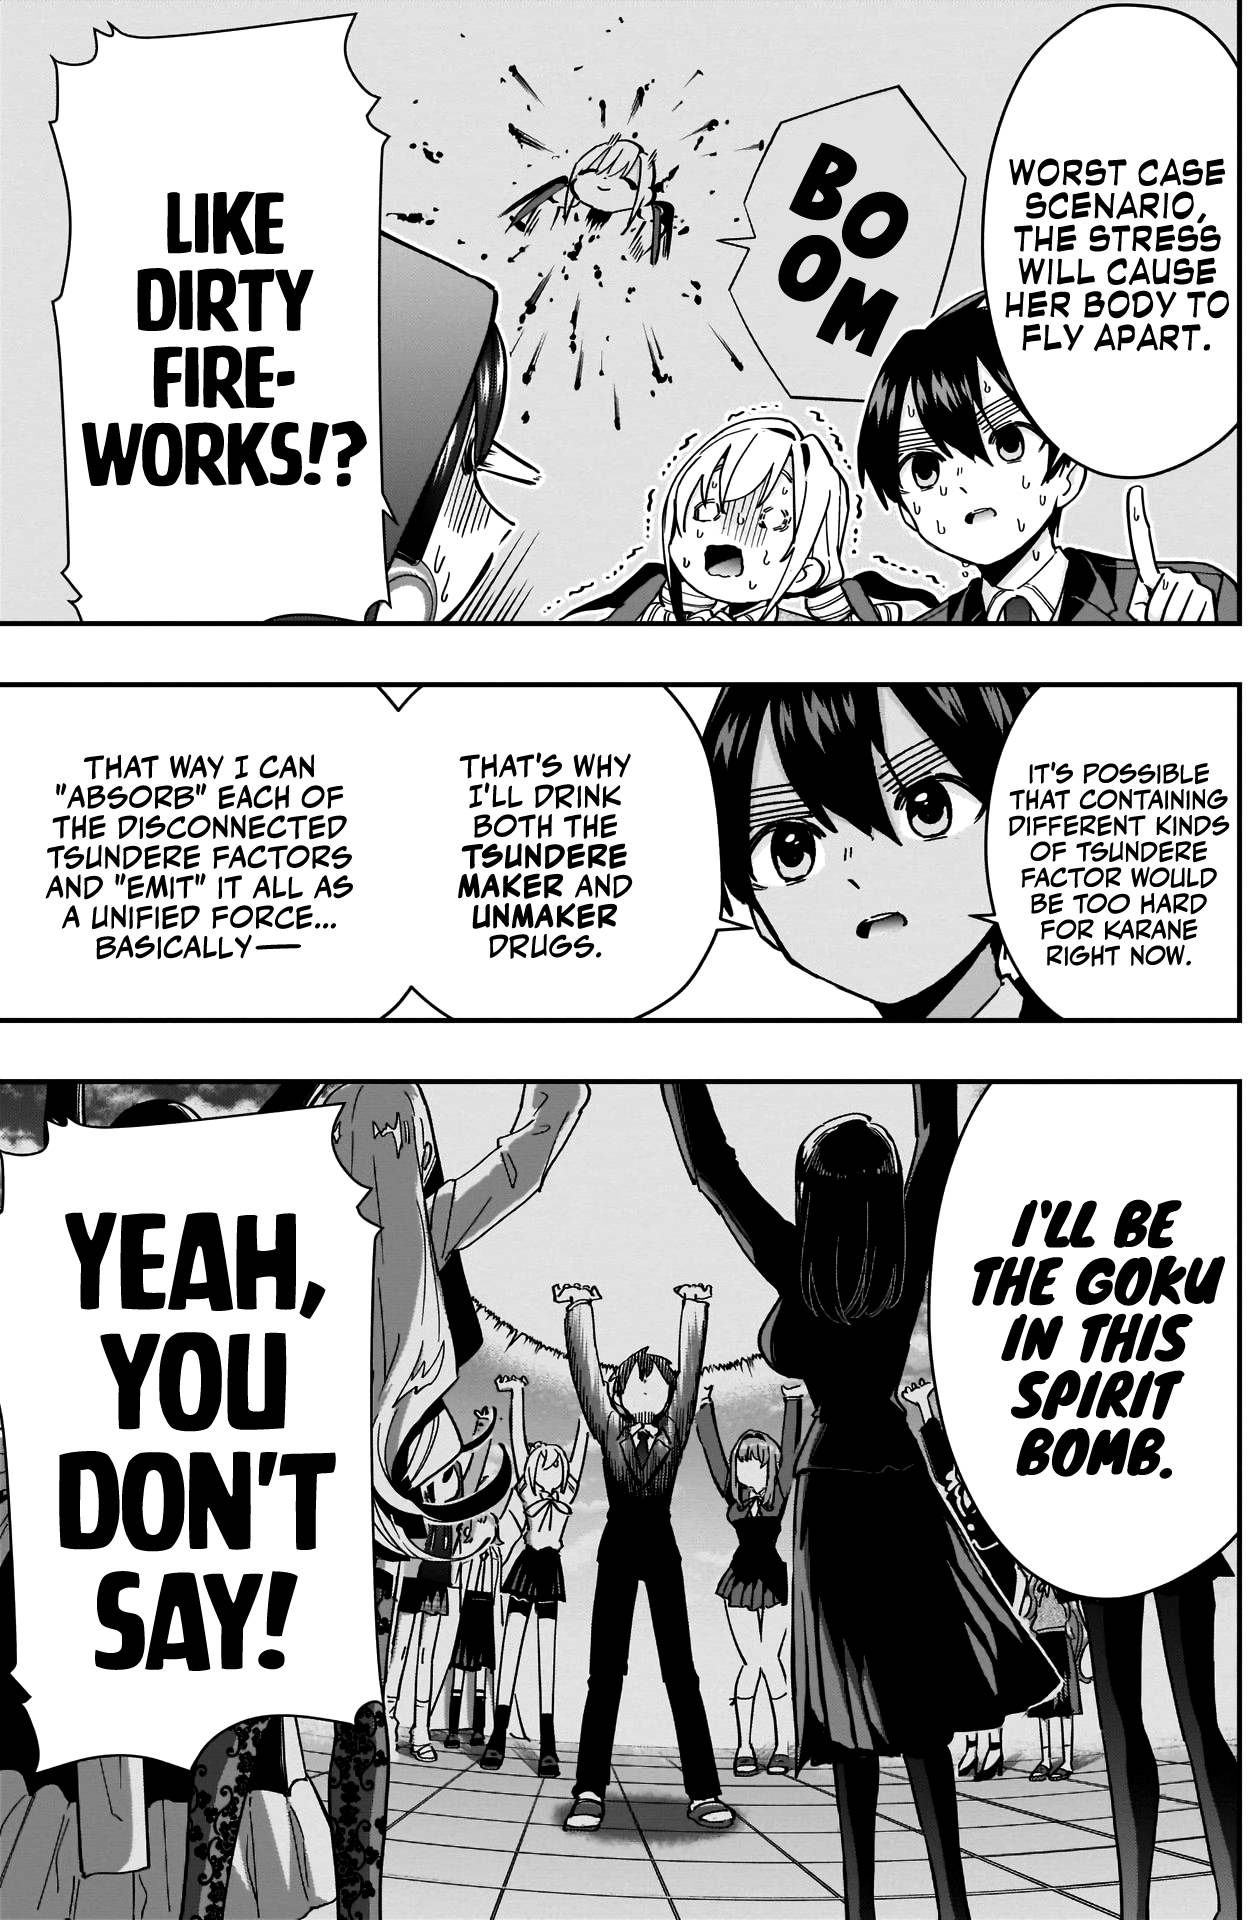 WORST CASE
SCENARIO,
THE STRESS
WILL CAUSE
HER BODY TO
FLY APART.
BO
OM
LIKE
DIRTY
FIRE-
WORKS!?
IT'S POSSIBLE
THAT CONTAINING
DIFFERENT KINDS
OF TSUNDERE
FACTOR WOULD
BE TOO HARD
FOR KARANE
RIGHT NOW.
THAT'S WHY
I'LL DRINK
BOTH THE
TSUNDERE
MAKER AND
UNMAKER
DRUGS.
THAT WAY I CAN
"ABSORB" EACH OF
THE DISCONNECTED
TSUNDERE FACTORS
AND "EMIT" IT ALL AS
A UNIFIED FORCE...
BASICALLY—
I'LL BE
THE GOKU
IN THIS
SPIRIT
BOMB.
YEAH,
YOU
DON'T
SAY!